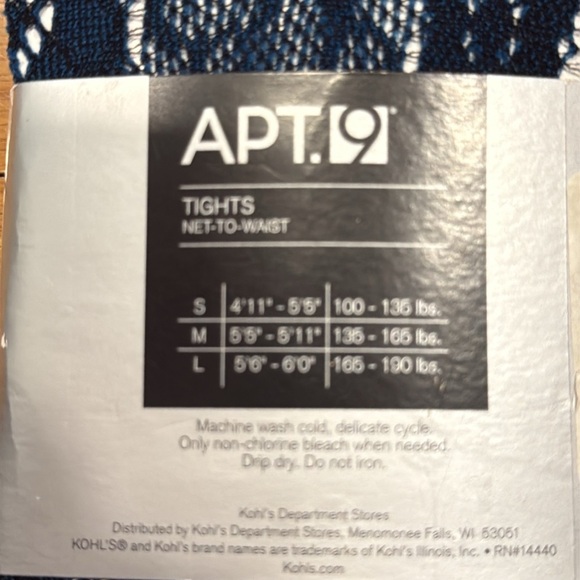 APT.9
TIGHTS
NET-TO-WAIST
S 4'11" - 5'5" 100 - 135 lbs.
M 5'5" - 5'11" 135 - 165 lbs.
L 5'6" - 6'0" 165 - 190 lbs.
Machine wash cold, delicate cycle.
Only non-chlorine bleach when needed.
Drip dry. Do not iron.
Kohl's Department Stores
Distributed by Kohl's Department Stores, Menomonee Falls, WI 53051
KOHL'S® and Kohl's brand names are trademarks of Kohl's Illinois, Inc. • RN#14440
Kohls.com